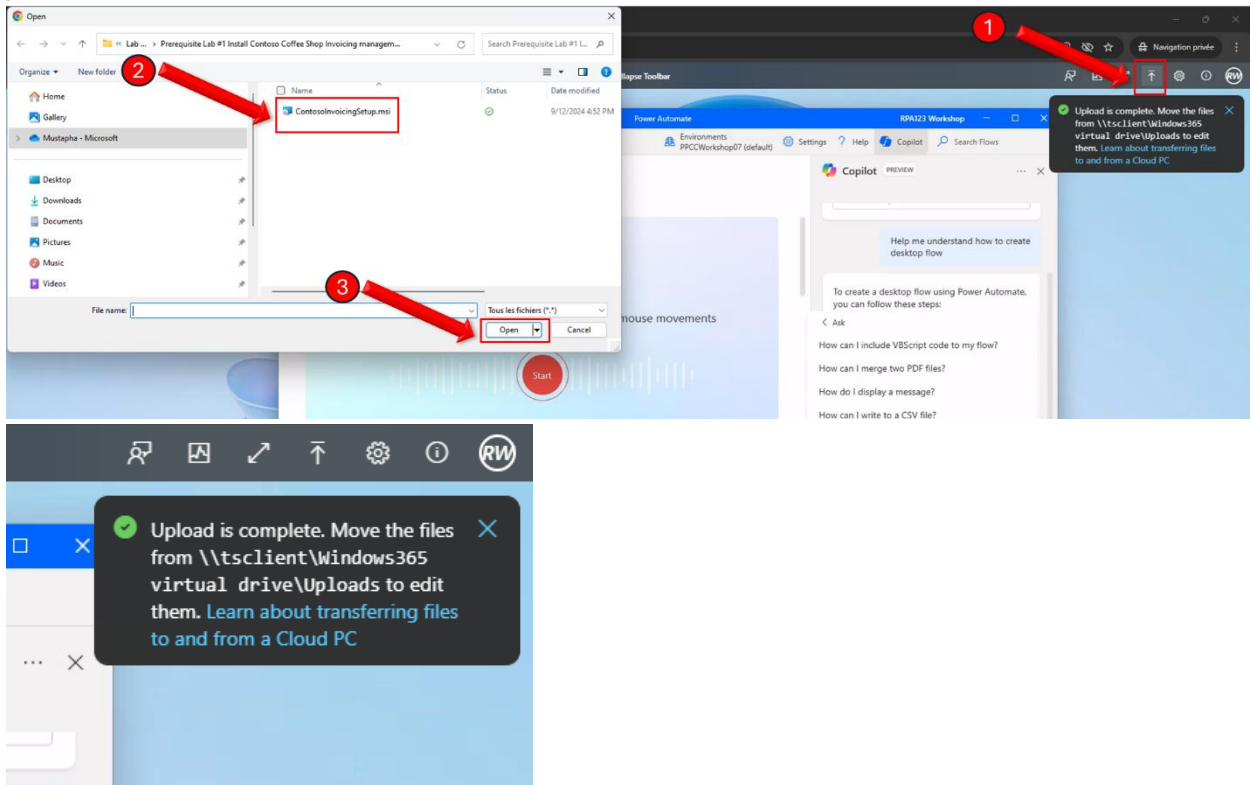 Open
1
Navigation privée
Lab ... > Prerequisite Lab #1 Install Contoso Coffee Shop Invoicing managem...
Search Prerequisite Lab #1 I...
Organize
New folder
2
Collapse Toolbar
RW
Home
Gallery
Mustapha - Microsoft
Desktop
Downloads
Documents
Pictures
Music
Videos
Name
Status
Date modified
ContosoInvoicingSetup.msi
9/12/2024 4:52 PM
3
File name:
Tous les fichiers (*.*)
Open
Cancel
Power Automate
RPA123 Workshop
Environments
PPCCWorkshop07 (default)
Settings
Help
Copilot
Search Flows
Upload is complete. Move the files
from \\tsclient\Windows365
virtual drive\Uploads to edit
them. Learn about transferring files
to and from a Cloud PC
Copilot PREVIEW
Help me understand how to create
desktop flow
To create a desktop flow using Power Automate,
you can follow these steps:
< Ask
How can I include VBScript code to my flow?
How can I merge two PDF files?
How do I display a message?
How can I write to a CSV file?
mouse movements
Start
RW
Upload is complete. Move the files
from \\tsclient\Windows365
virtual drive\Uploads to edit
them. Learn about transferring files
to and from a Cloud PC